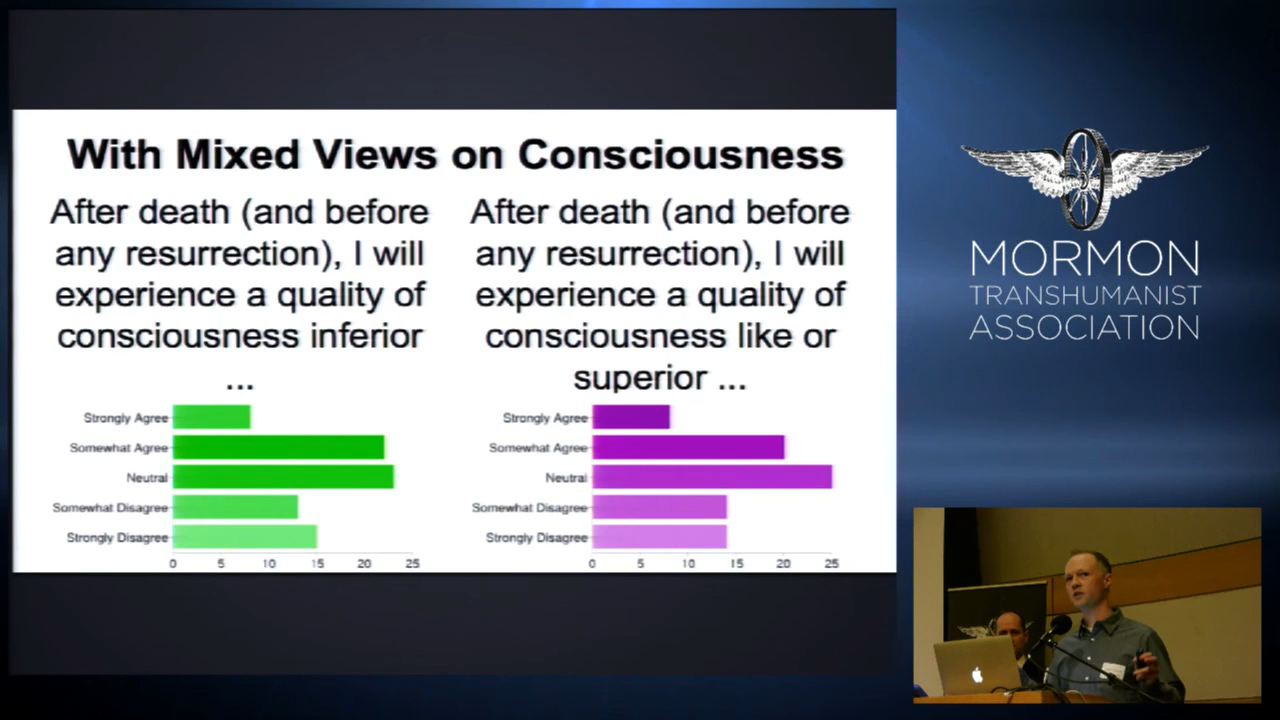 With Mixed Views on Consciousness
After death (and before
any resurrection), I will
experience a quality of
consciousness inferior
...
Strongly Agree
Somewhat Agree
Neutral
Somewhat Disagree
Strongly Disagree
0 5 10 15 20 25
After death (and before
any resurrection), I will
experience a quality of
consciousness like or
superior ...
Strongly Agree
Somewhat Agree
Neutral
Somewhat Disagree
Strongly Disagree
0 5 10 15 20 25
MORMON
TRANSHUMANIST
ASSOCIATION